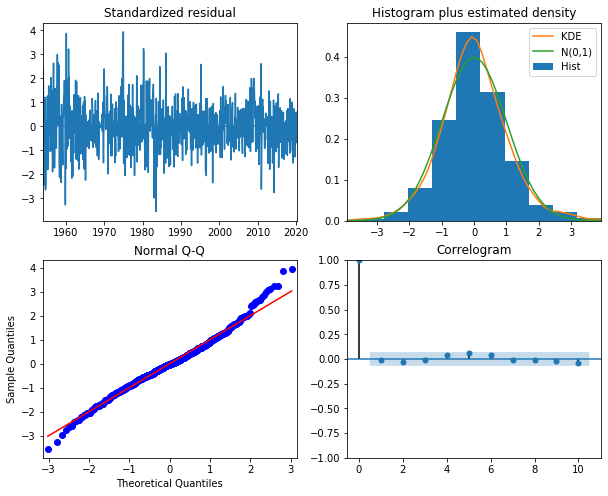 Standardized residual
4
3
2
1
0
−1
−2
−3
1960 1970 1980 1990 2000 2010 2020
Histogram plus estimated density
KDE
N(0,1)
Hist
0.4
0.3
0.2
0.1
0.0
−3 −2 −1 0 1 2 3
Normal Q-Q
Sample Quantiles
4
3
2
1
0
−1
−2
−3
−3 −2 −1 0 1 2 3
Theoretical Quantiles
Correlogram
1.00
0.75
0.50
0.25
0.00
−0.25
−0.50
−0.75
−1.00
0 2 4 6 8 10